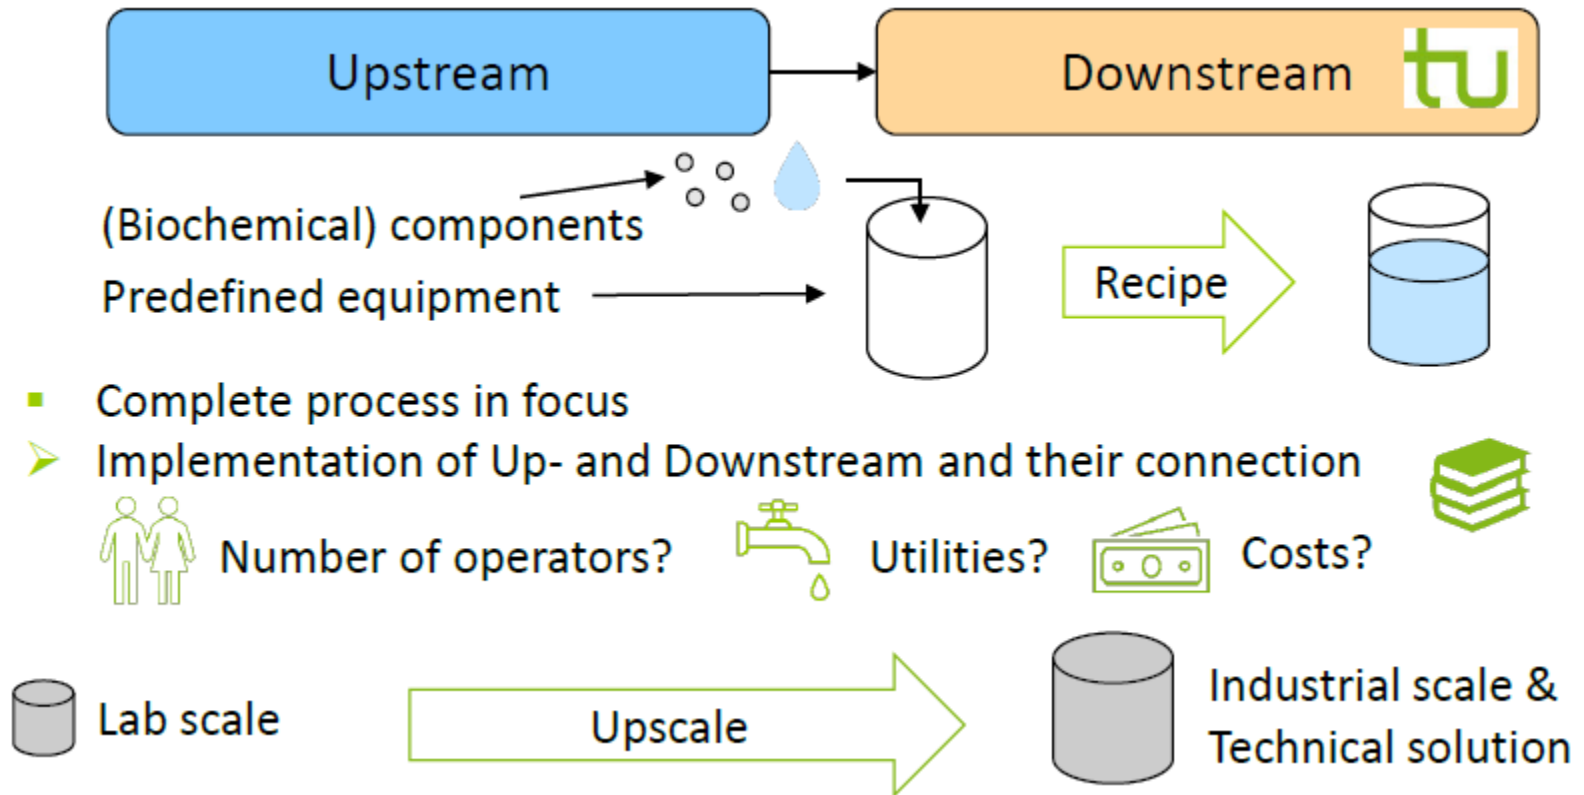 Upstream
Downstream
tu
(Biochemical) components
Predefined equipment
Recipe
Complete process in focus
Implementation of Up- and Downstream and their connection
Number of operators?
Utilities?
Costs?
Lab scale
Upscale
Industrial scale &
Technical solution